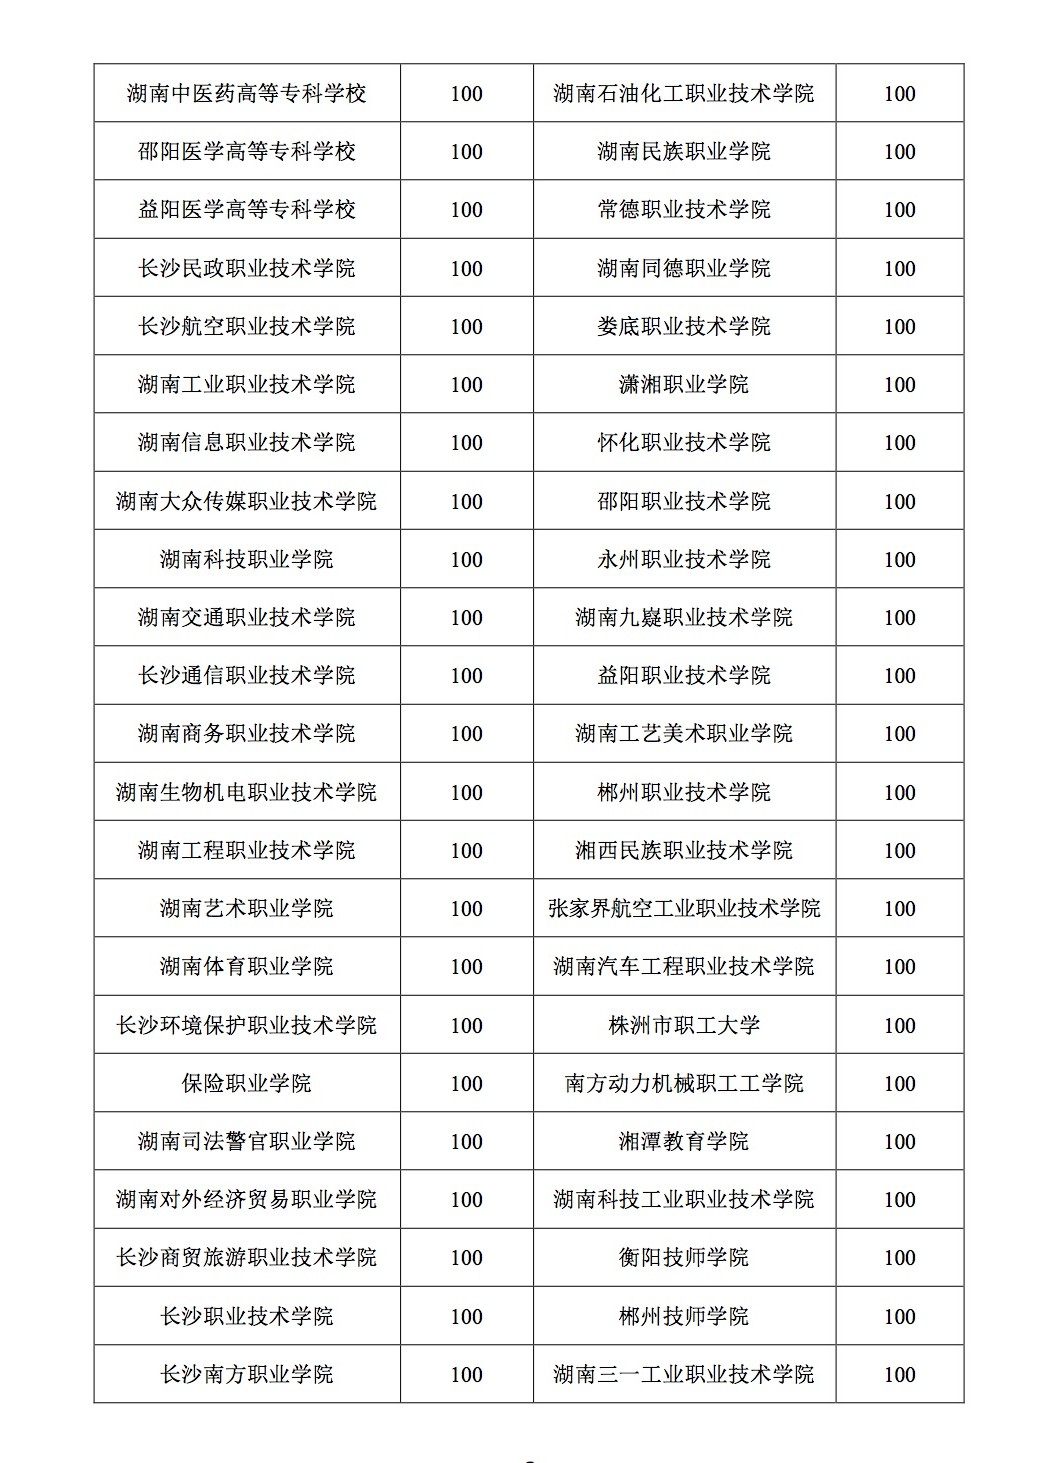 湖南中医药高等专科学校 100 湖南石油化工职业技术学院 100
邵阳医学高等专科学校 100 湖南民族职业学院 100
益阳医学高等专科学校 100 常德职业技术学院 100
长沙民政职业技术学院 100 湖南同德职业学院 100
长沙航空职业技术学院 100 娄底职业技术学院 100
湖南工业职业技术学院 100 潇湘职业学院 100
湖南信息职业技术学院 100 怀化职业技术学院 100
湖南大众传媒职业技术学院 100 邵阳职业技术学院 100
湖南科技职业学院 100 永州职业技术学院 100
湖南交通职业技术学院 100 湖南九嶷职业技术学院 100
长沙通信职业技术学院 100 益阳职业技术学院 100
湖南商务职业技术学院 100 湖南工艺美术职业学院 100
湖南生物机电职业技术学院 100 郴州职业技术学院 100
湖南工程职业技术学院 100 湘西民族职业技术学院 100
湖南艺术职业学院 100 张家界航空工业职业技术学院 100
湖南体育职业学院 100 湖南汽车工程职业技术学院 100
长沙环境保护职业技术学院 100 株洲市职工大学 100
保险职业学院 100 南方动力机械职工工学院 100
湖南司法警官职业学院 100 湘潭教育学院 100
湖南对外经济贸易职业学院 100 湖南科技工业职业技术学院 100
长沙商贸旅游职业技术学院 100 衡阳技师学院 100
长沙职业技术学院 100 郴州技师学院 100
长沙南方职业学院 100 湖南三一工业职业技术学院 100